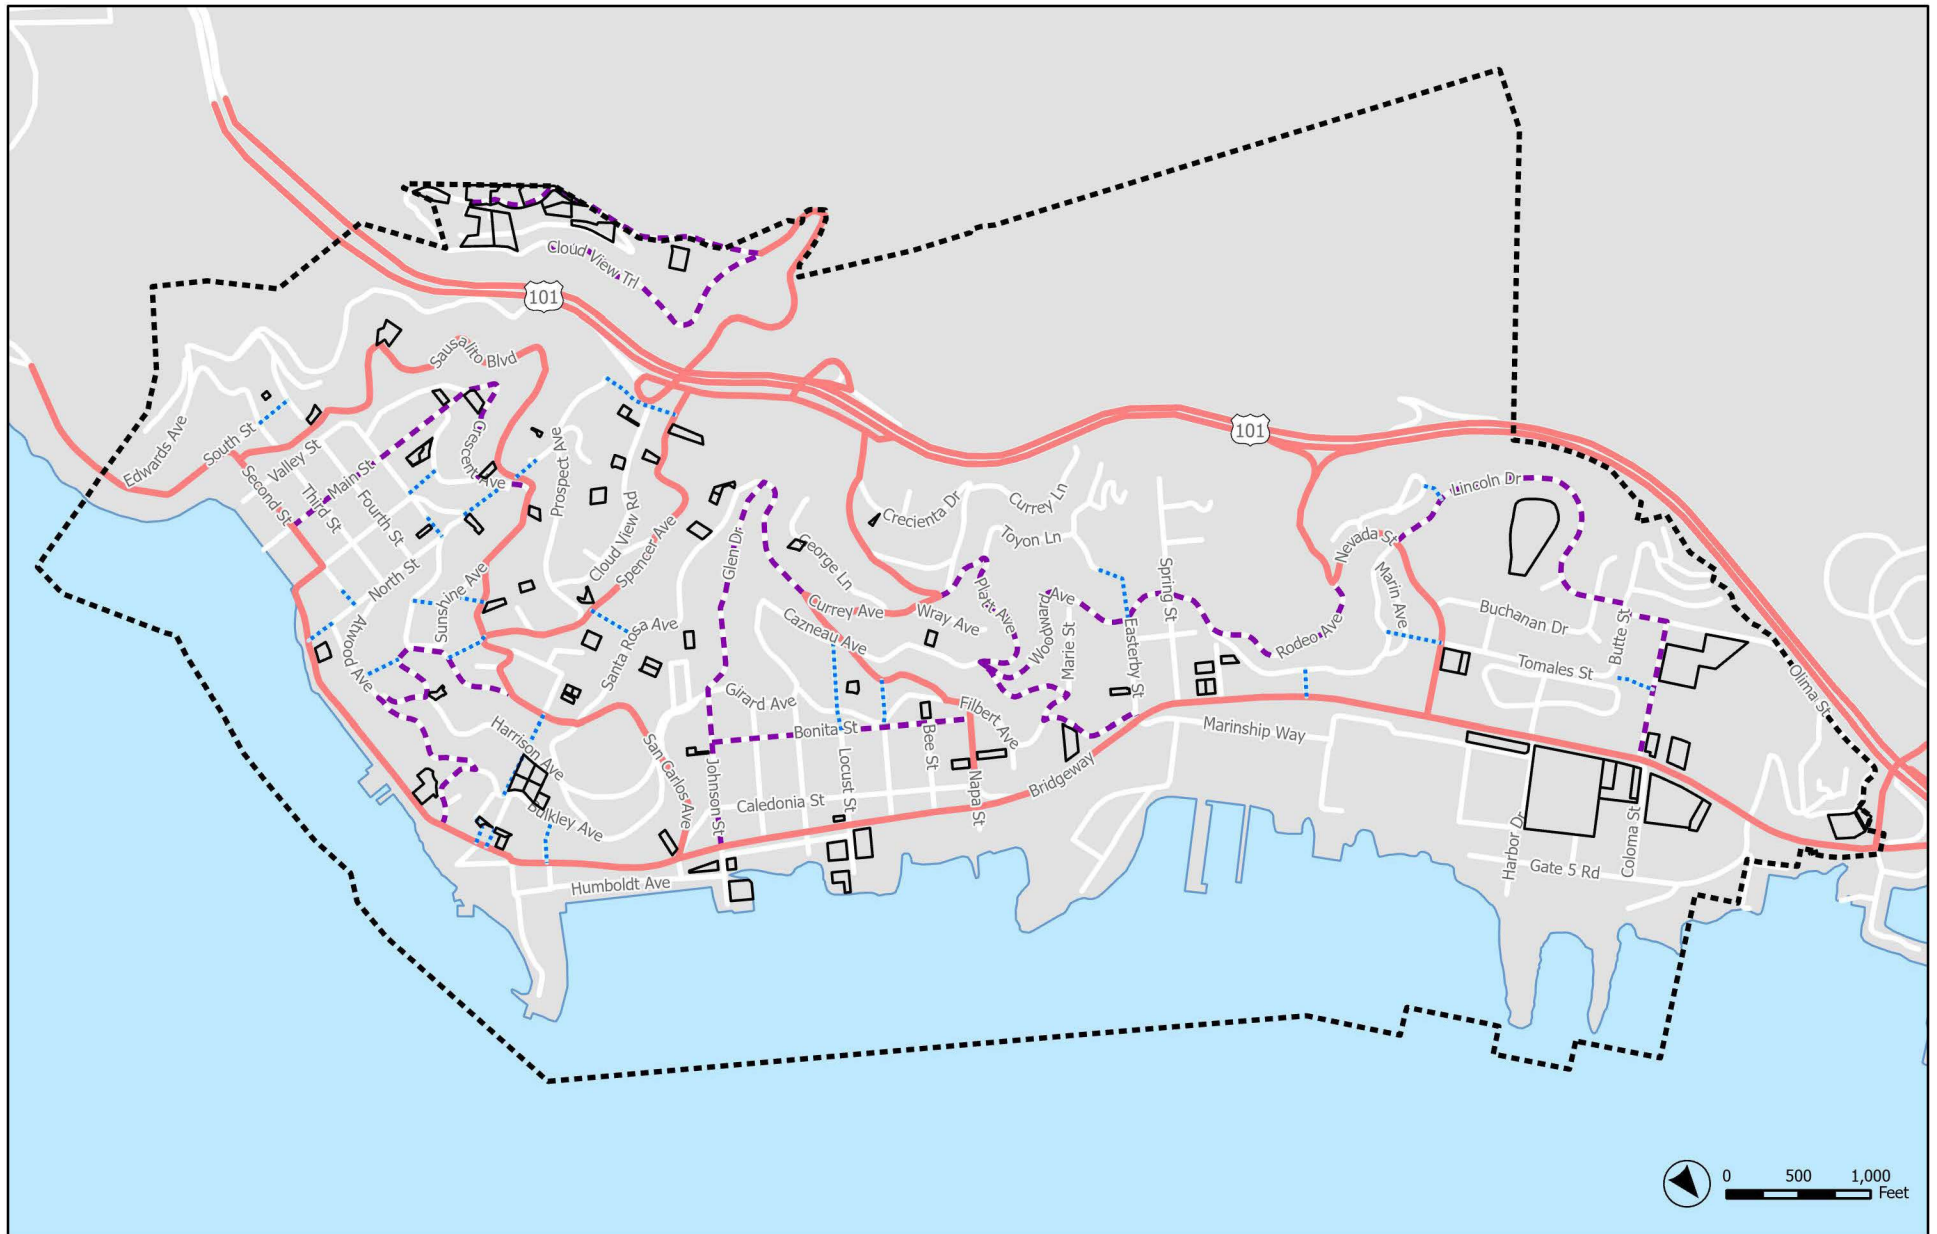 Cloud View Trl
101
Sausalito Blvd
101
Edwards Ave
South St
Valley St
Second St
Third St
Main St
Fourth St
Crescent Ave
Prospect Ave
Cloud View Rd
Spencer Ave
Glen Dr
George Ln
Crecienta Dr
Currey Ln
Toyon Ln
Lincoln Dr
Nevada St
Marin Ave
Spring St
North St
Sunshine Ave
Atwood Ave
Santa Rosa Ave
Currey Ave
Cazneau Ave
Wray Ave
Platt Ave
Woodward Ave
Marie St
Easterby St
Rodeo Ave
Buchanan Dr
Butte St
Tomales St
Olima St
Girard Ave
Bonita St
Filbert Ave
Harrison Ave
San Carlos Ave
Johnson St
Locust St
Bee St
Napa St
Bridgeway
Marinship Way
Caledonia St
Bulkley Ave
Humboldt Ave
Harbor Dr
Gate 5 Rd
Coloma St
0 500 1,000
Feet